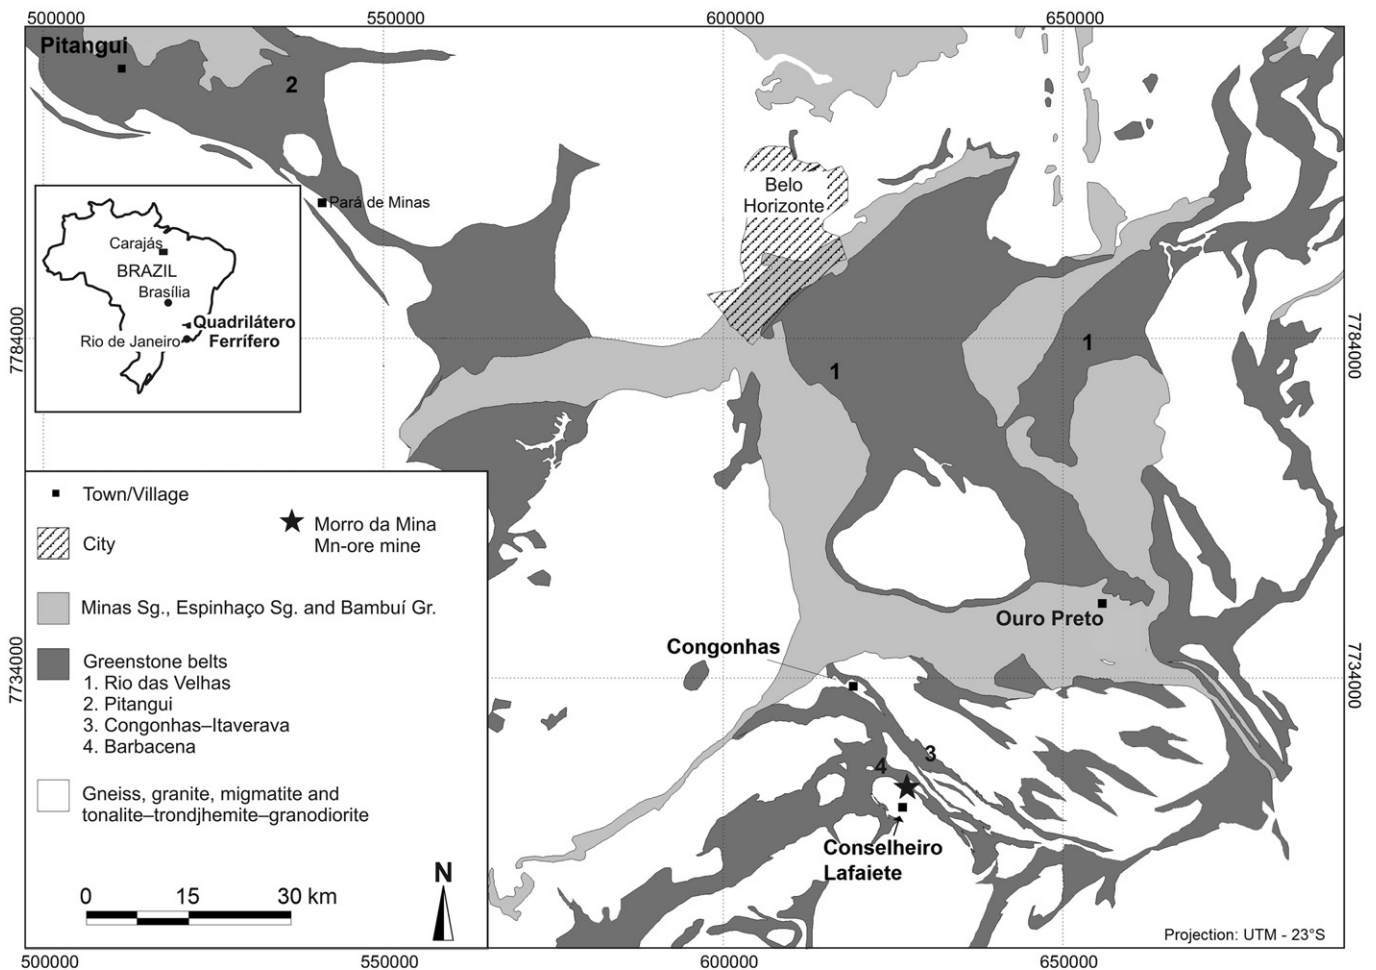 500000
550000
600000
650000
Pitangui
2
Pará de Minas
Belo
Horizonte
Carajás
BRAZIL
Brasília
Quadrilátero
Ferrífero
Rio de Janeiro
7784000
7784000
1
1
Town/Village
Morro da Mina
Mn-ore mine
City
Minas Sg., Espinhaço Sg. and Bambuí Gr.
Greenstone belts
1. Rio das Velhas
2. Pitangui
3. Congonhas–Itaverava
4. Barbacena
Gneiss, granite, migmatite and
tonalite–trondjhemite–granodiorite
0 15 30 km
N
Ouro Preto
Congonhas
7734000
7734000
3
4
Conselheiro
Lafaiete
Projection: UTM - 23°S
500000
550000
600000
650000